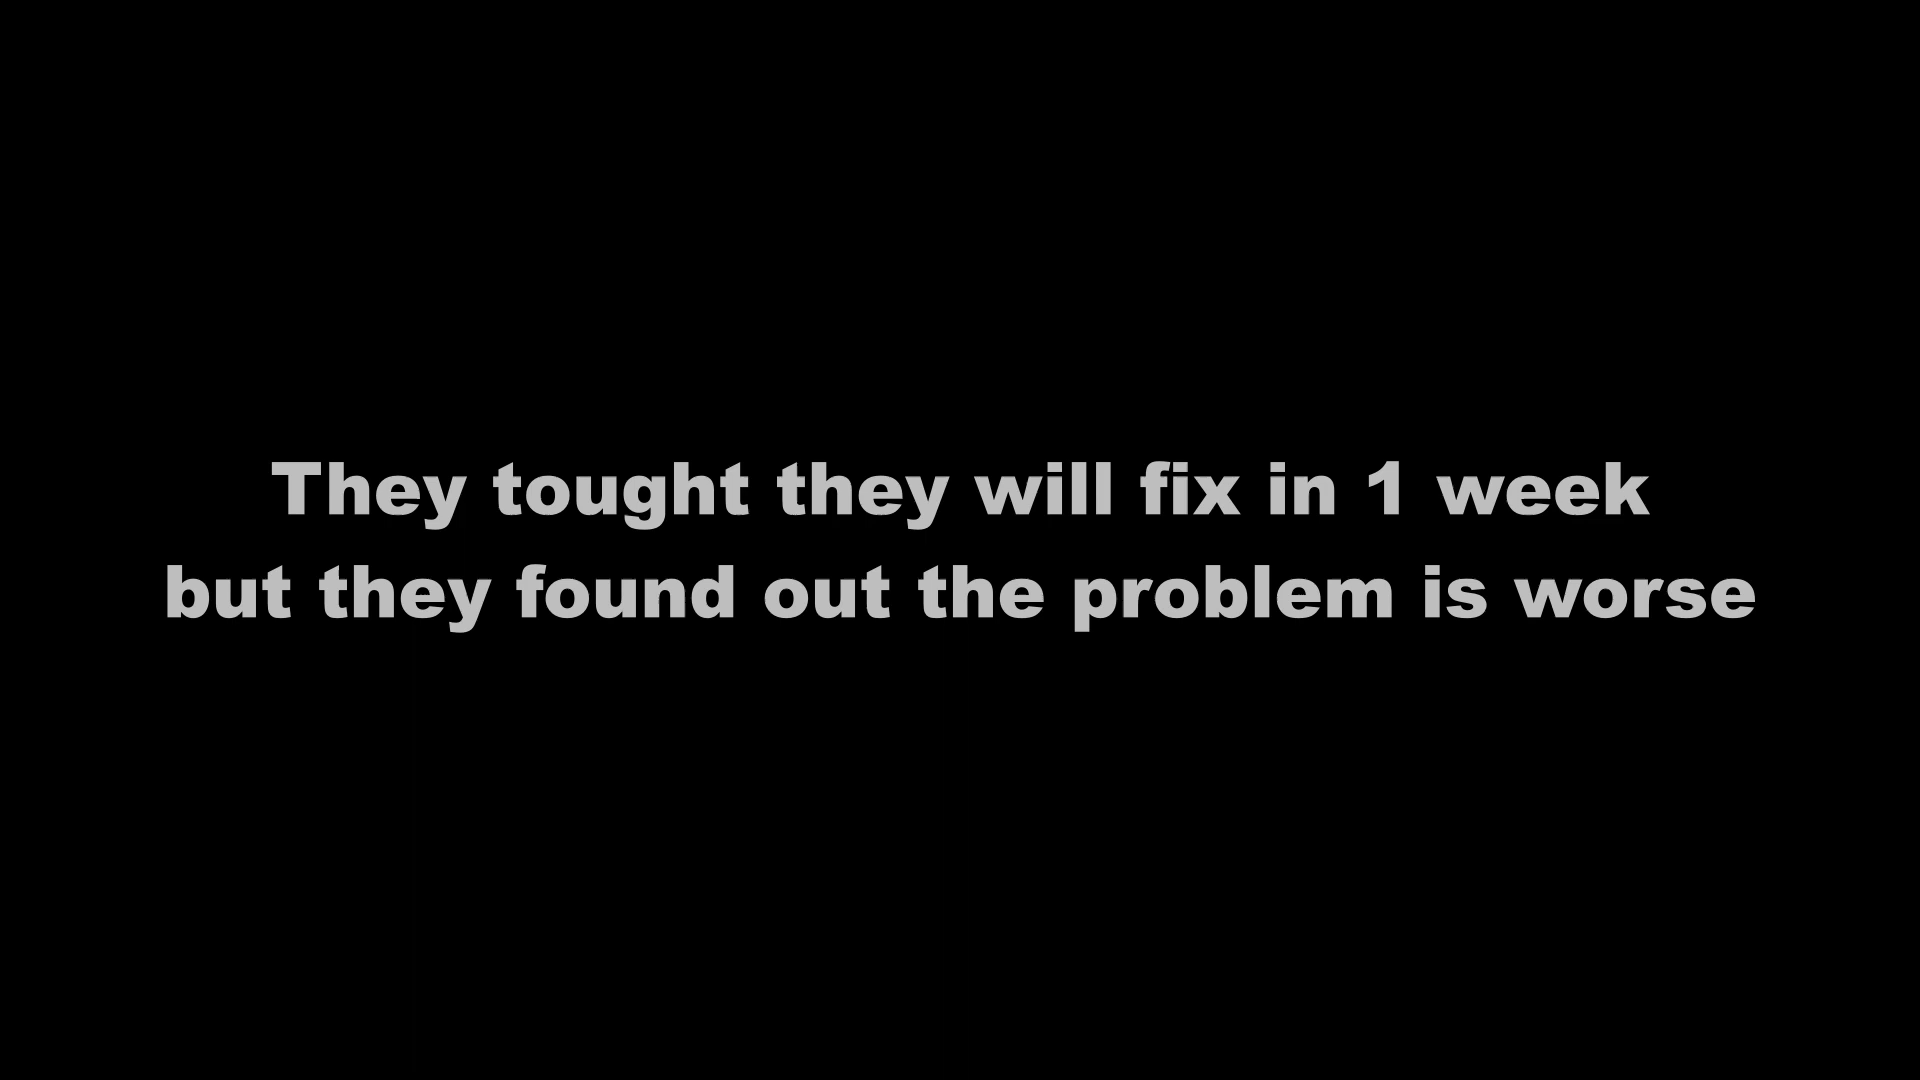 They tought they will fix in 1 week
but they found out the problem is worse